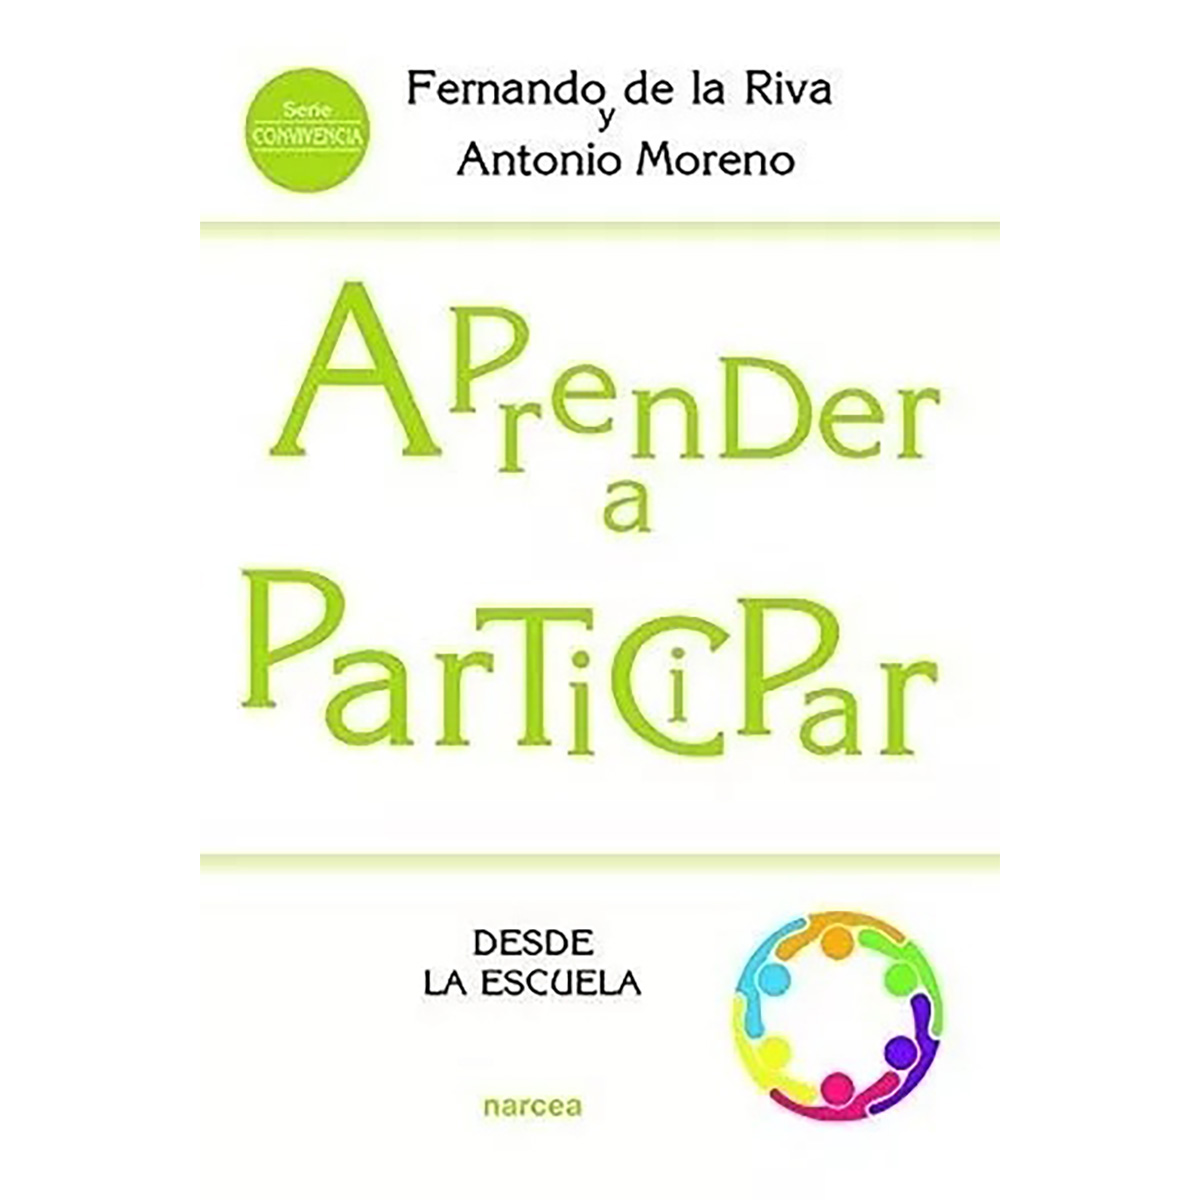 Serie
CONVIVENCIA
Fernando de la Riva
y
Antonio Moreno
APrenDer
a
ParTiCiPar
DESDE
LA ESCUELA
narcea